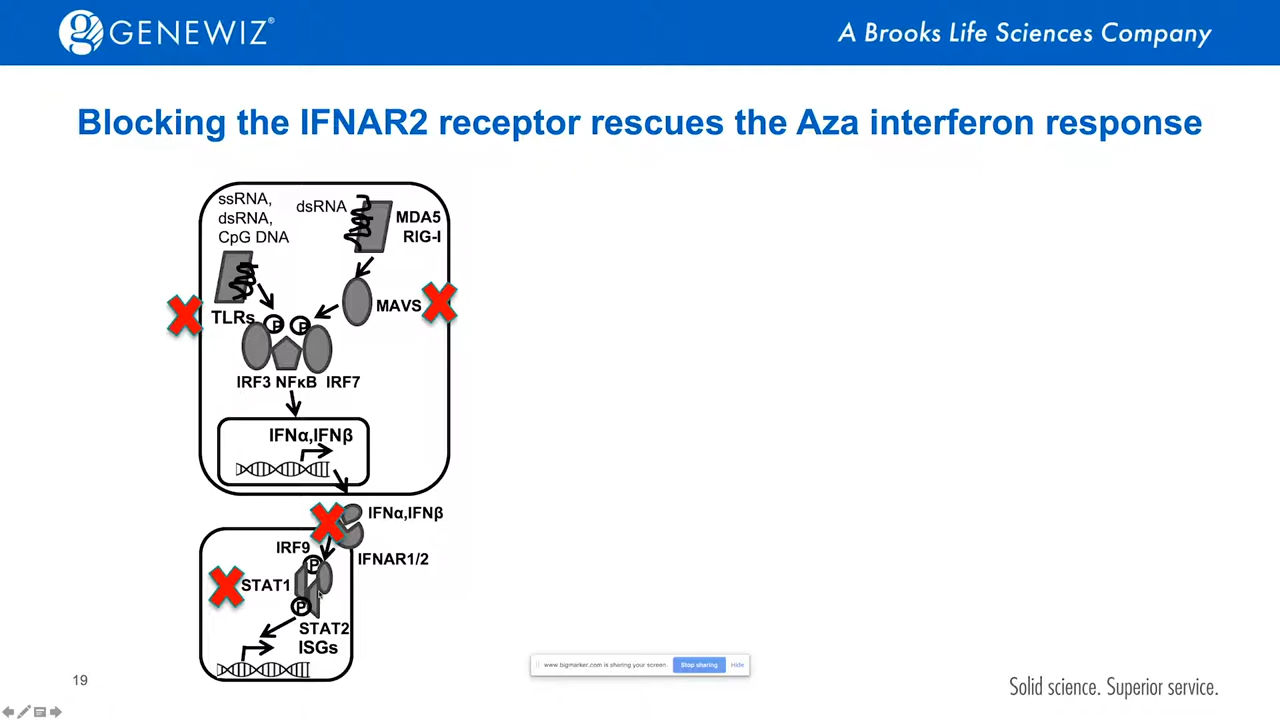 GENEWIZ®
A Brooks Life Sciences Company
Blocking the IFNAR2 receptor rescues the Aza interferon response
ssRNA,
dsRNA,
CpG DNA
dsRNA
MDA5
RIG-I
MAVS
TLRs
P
P
IRF3 NFκB IRF7
IFNα,IFNβ
IFNα,IFNβ
IRF9
IFNAR1/2
P
STAT1
P
STAT2
ISGs
www.bigmarker.com is sharing your screen.
Stop sharing
Hide
19
Solid science. Superior service.